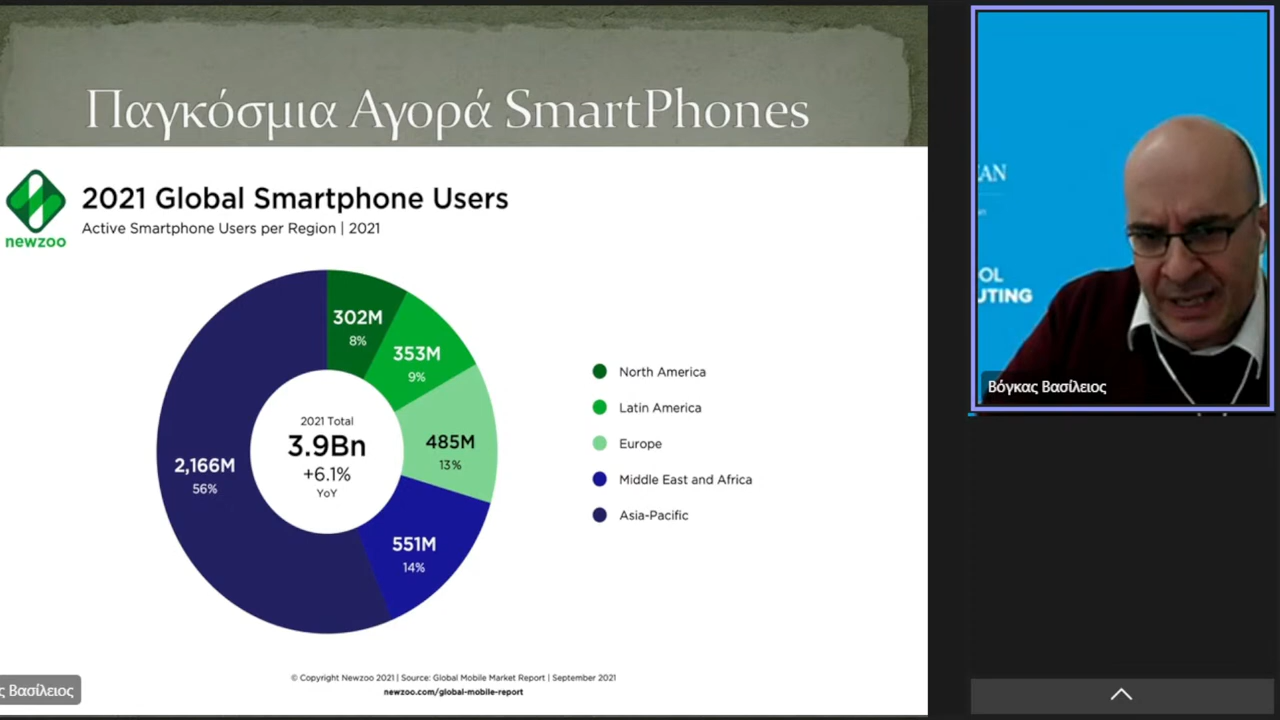 Παγκόσμια Αγορά SmartPhones
newzoo
2021 Global Smartphone Users
Active Smartphone Users per Region | 2021
302M
8%
353M
9%
485M
13%
551M
14%
2,166M
56%
2021 Total
3.9Bn
+6.1%
YoY
North America
Latin America
Europe
Middle East and Africa
Asia-Pacific
© Copyright Newzoo 2021 | Source: Global Mobile Market Report | September 2021
newzoo.com/global-mobile-report
ς Βασίλειος
AN
OL
UTING
Βόγκας Βασίλειος